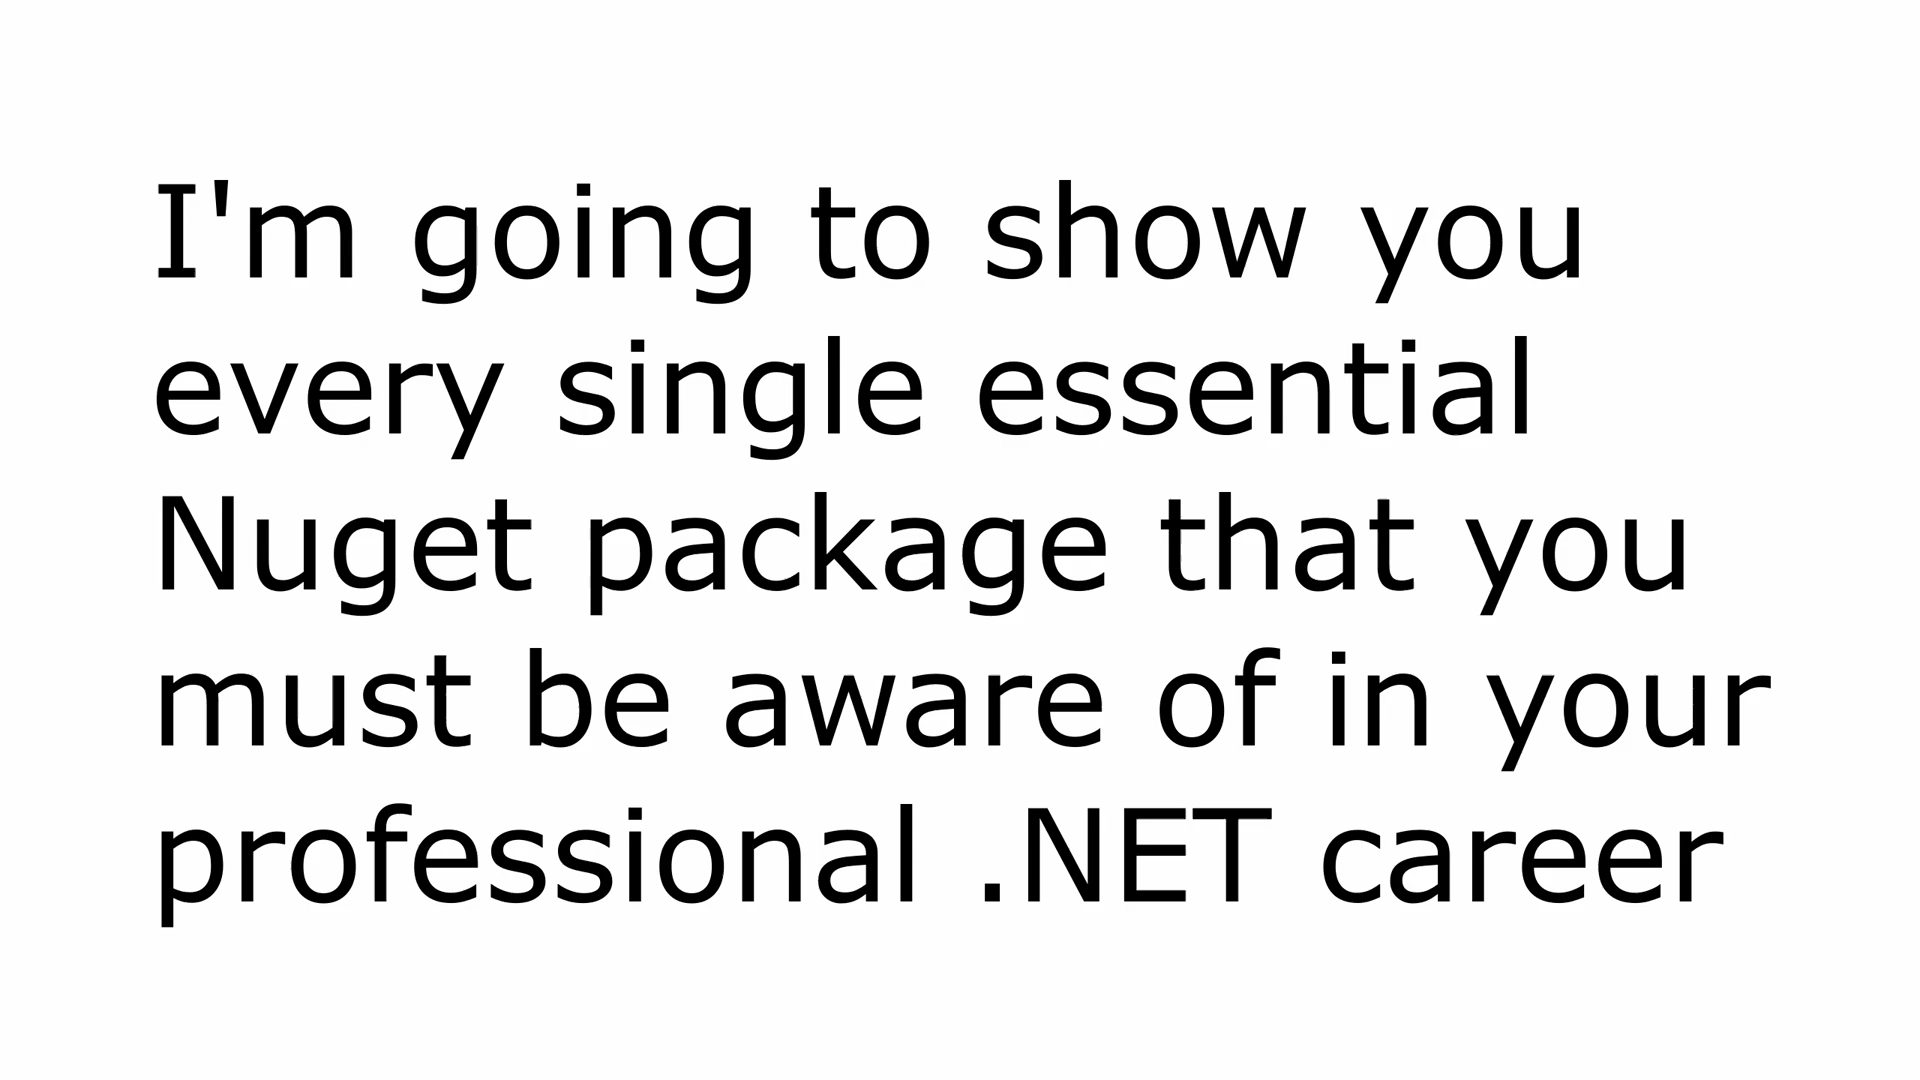 I'm going to show you
every single essential
Nuget package that you
must be aware of in your
professional .NET career